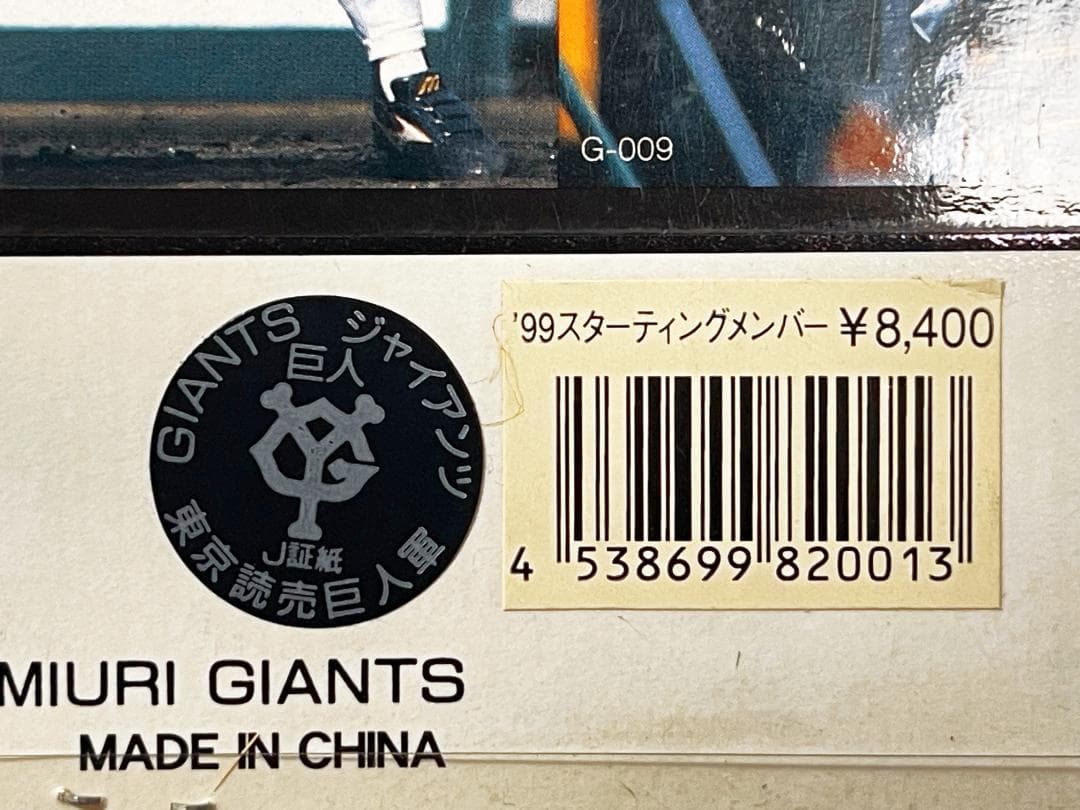 G-009
GIANTS ジャイアンツ
巨人
J証紙
東京読売巨人軍
'99スターティングメンバー ¥8,400
4 538699 820013
MIURI GIANTS
MADE IN CHINA